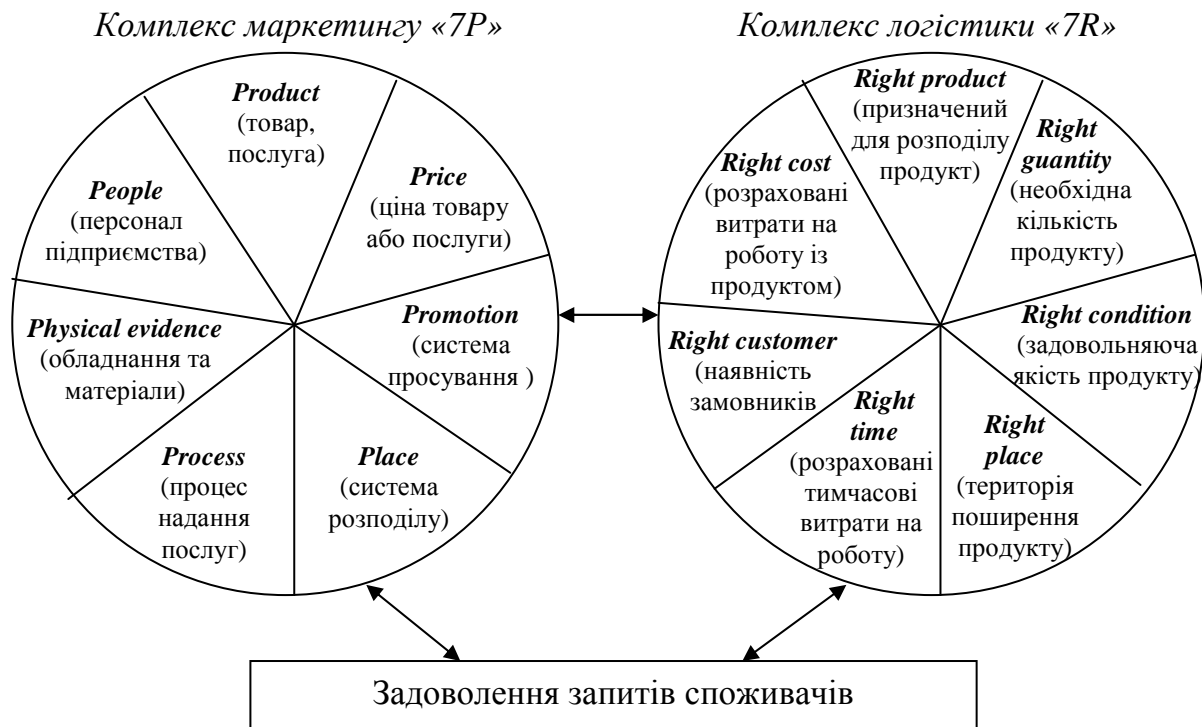 Комплекс маркетингу «7P»
Product
(товар,
послуга)
Price
(ціна товару
або послуги)
Promotion
(система
просування )
Place
(система
розподілу)
Process
(процес
надання
послуг)
Physical evidence
(обладнання та
матеріали)
People
(персонал
підприємства)
Комплекс логістики «7R»
Right product
(призначений
для розподілу
продукт)
Right
guantity
(необхідна
кількість
продукту)
Right condition
(задовольняюча
якість продукту)
Right
place
(територія
поширення
продукту)
Right
time
(розраховані
тимчасові
витрати на
роботу)
Right customer
(наявність
замовників
Right cost
(розраховані
витрати на
роботу із
продуктом)
Задоволення запитів споживачів